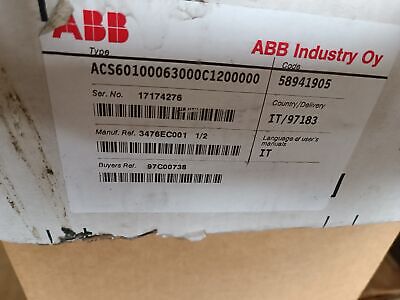 ABB
ABB Industry Oy
Type
Code
ACS60100063000C1200000
58941905
Ser. No. 17174276
Country/Delivery
IT/97183
Manuf. Ref. 3476EC001 1/2
Language of user's
manuals
IT
Buyers Ref. 97C00738